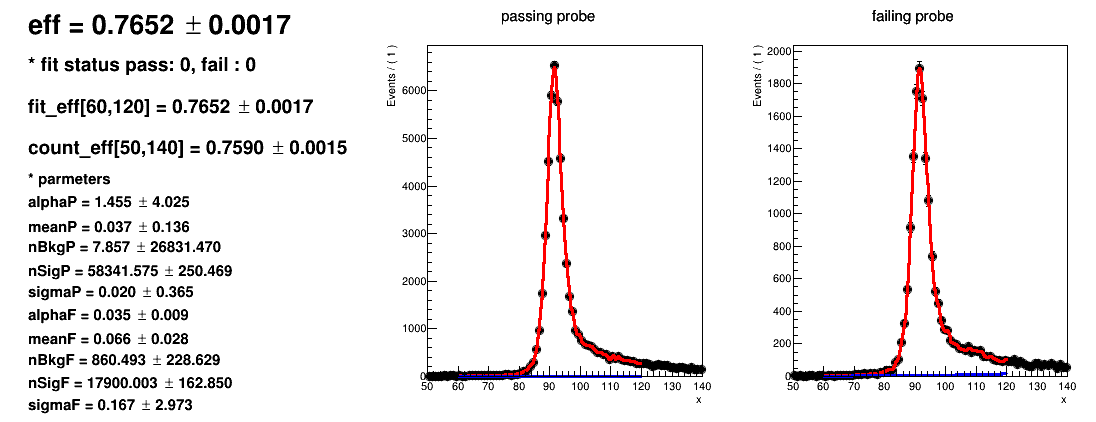 eff = 0.7652 ± 0.0017
* fit status pass: 0, fail : 0
fit_eff[60,120] = 0.7652 ± 0.0017
count_eff[50,140] = 0.7590 ± 0.0015
* parmeters
alphaP = 1.455 ± 4.025
meanP = 0.037 ± 0.136
nBkgP = 7.857 ± 26831.470
nSigP = 58341.575 ± 250.469
sigmaP = 0.020 ± 0.365
alphaF = 0.035 ± 0.009
meanF = 0.066 ± 0.028
nBkgF = 860.493 ± 228.629
nSigF = 17900.003 ± 162.850
sigmaF = 0.167 ± 2.973
passing probe
Events / ( 1 )
6000
5000
4000
3000
2000
1000
0
50 60 70 80 90 100 110 120 130 140
x
failing probe
Events / ( 1 )
2000
1800
1600
1400
1200
1000
800
600
400
200
0
50 60 70 80 90 100 110 120 130 140
x